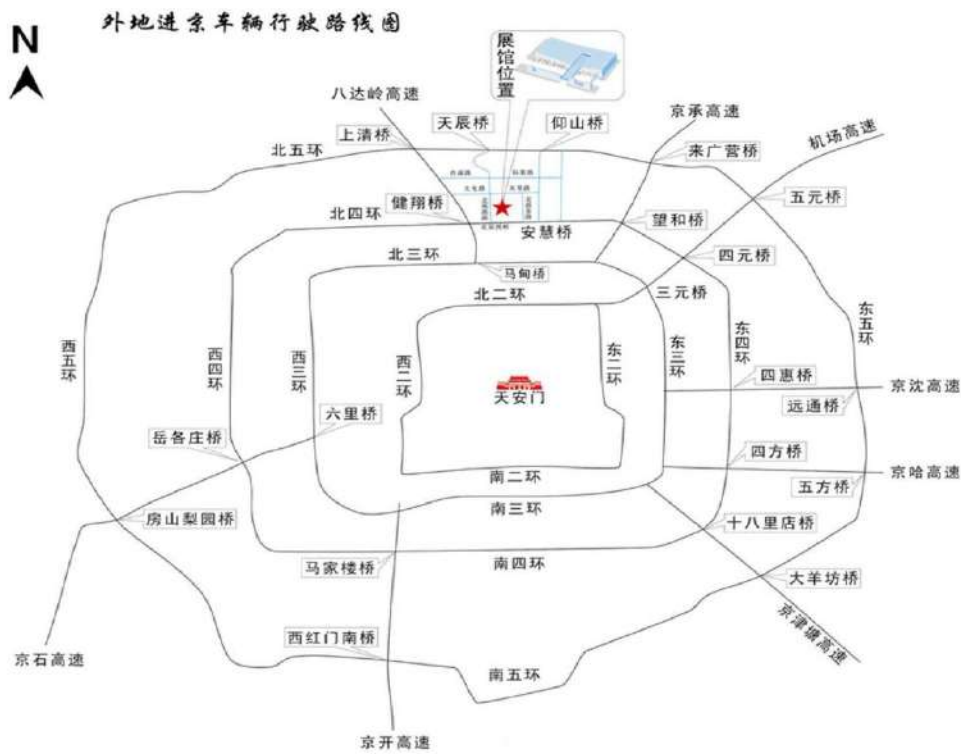 外地进京车辆行驶路线图
N
展馆位置
八达岭高速
京承高速
机场高速
上清桥
天辰桥
仰山桥
来广营桥
北五环
五元桥
健翔桥
北四环
安慧桥
望和桥
北三环
马甸桥
四元桥
北二环
三元桥
西五环
西四环
西三环
西二环
东二环
东三环
东四环
东五环
天安门
四惠桥
京沈高速
远通桥
六里桥
岳各庄桥
四方桥
南二环
京哈高速
五方桥
南三环
房山梨园桥
十八里店桥
马家楼桥
南四环
大羊坊桥
京津塘高速
西红门南桥
京石高速
南五环
京开高速